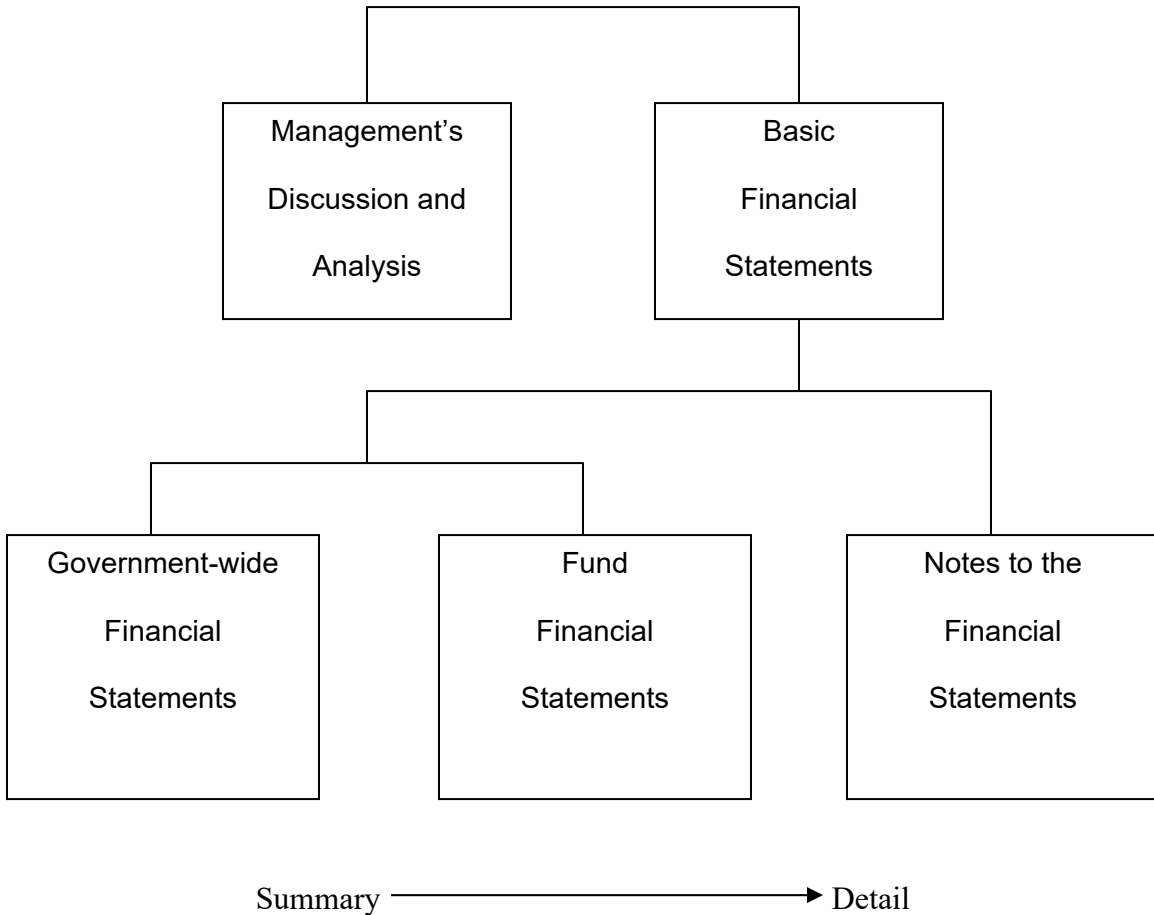 Management’s
Discussion and
Analysis
Basic
Financial
Statements
Government-wide
Financial
Statements
Fund
Financial
Statements
Notes to the
Financial
Statements
Summary
Detail